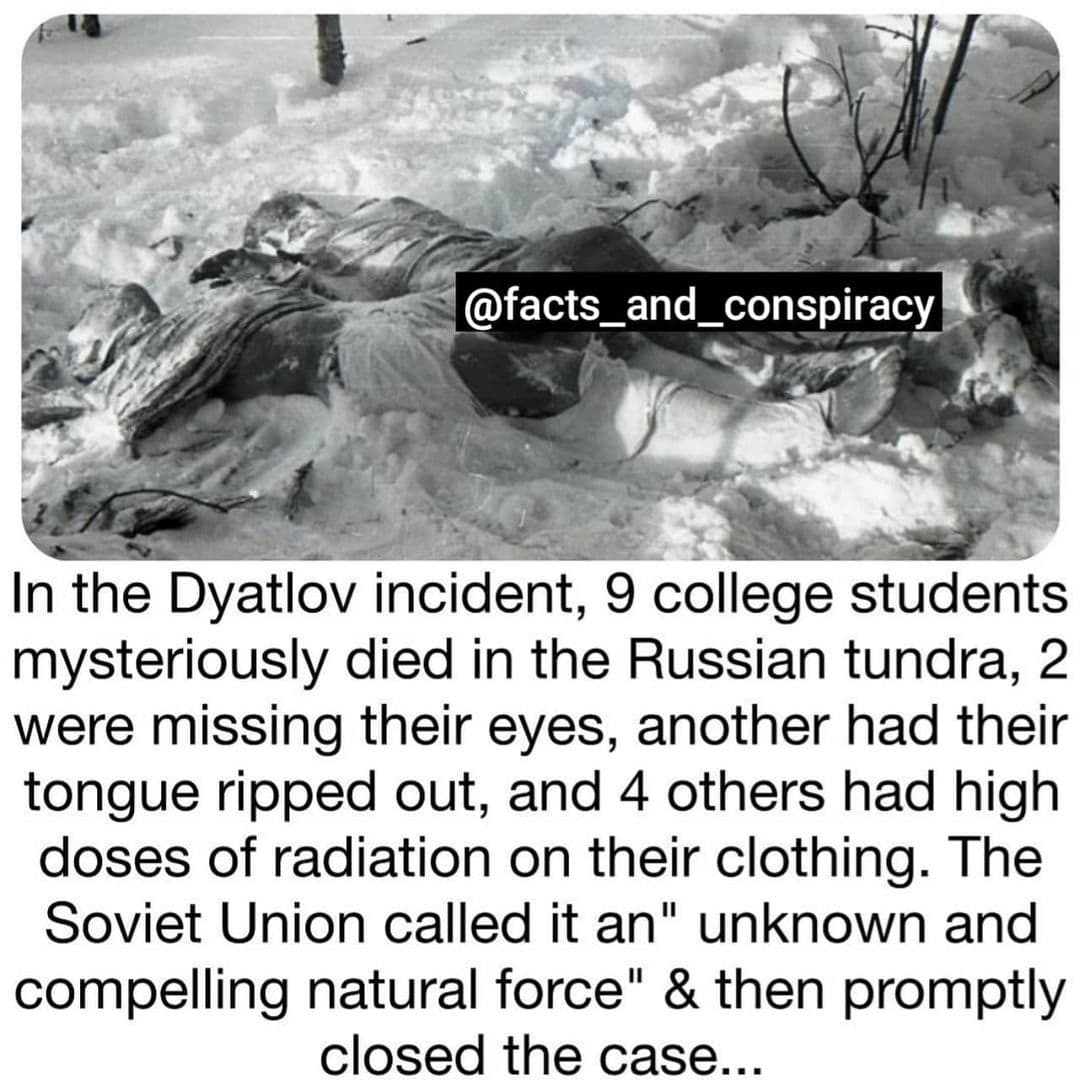 @facts_and_conspiracy
In the Dyatlov incident, 9 college students
mysteriously died in the Russian tundra, 2
were missing their eyes, another had their
tongue ripped out, and 4 others had high
doses of radiation on their clothing. The
Soviet Union called it an" unknown and
compelling natural force" & then promptly
closed the case...